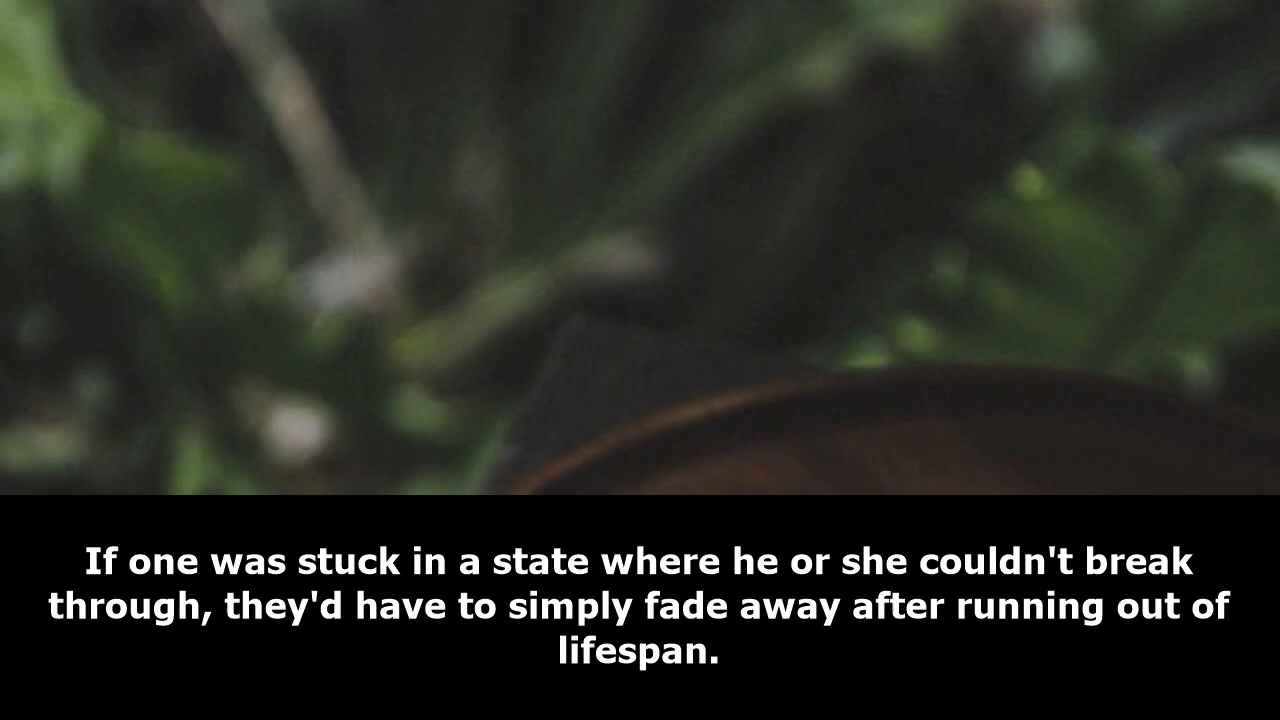 If one was stuck in a state where he or she couldn't break
through, they'd have to simply fade away after running out of
lifespan.